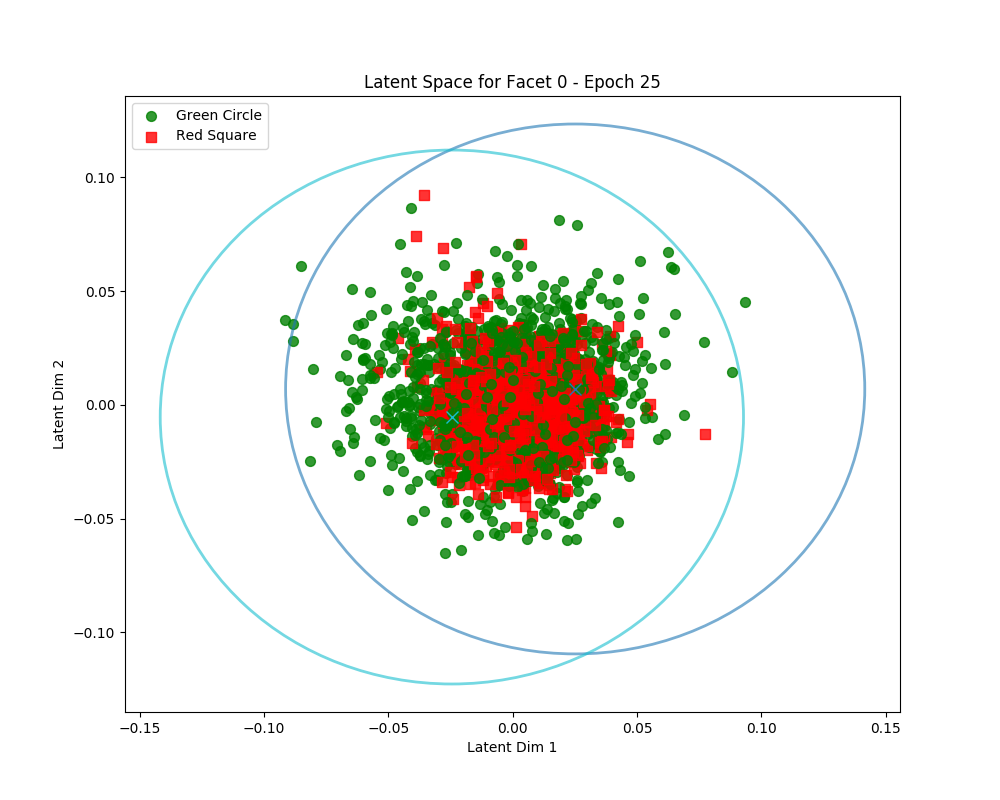 Latent Space for Facet 0 - Epoch 25
Green Circle
Red Square
0.10
0.05
0.00
−0.05
−0.10
Latent Dim 2
−0.15
−0.10
−0.05
0.00
0.05
0.10
0.15
Latent Dim 1